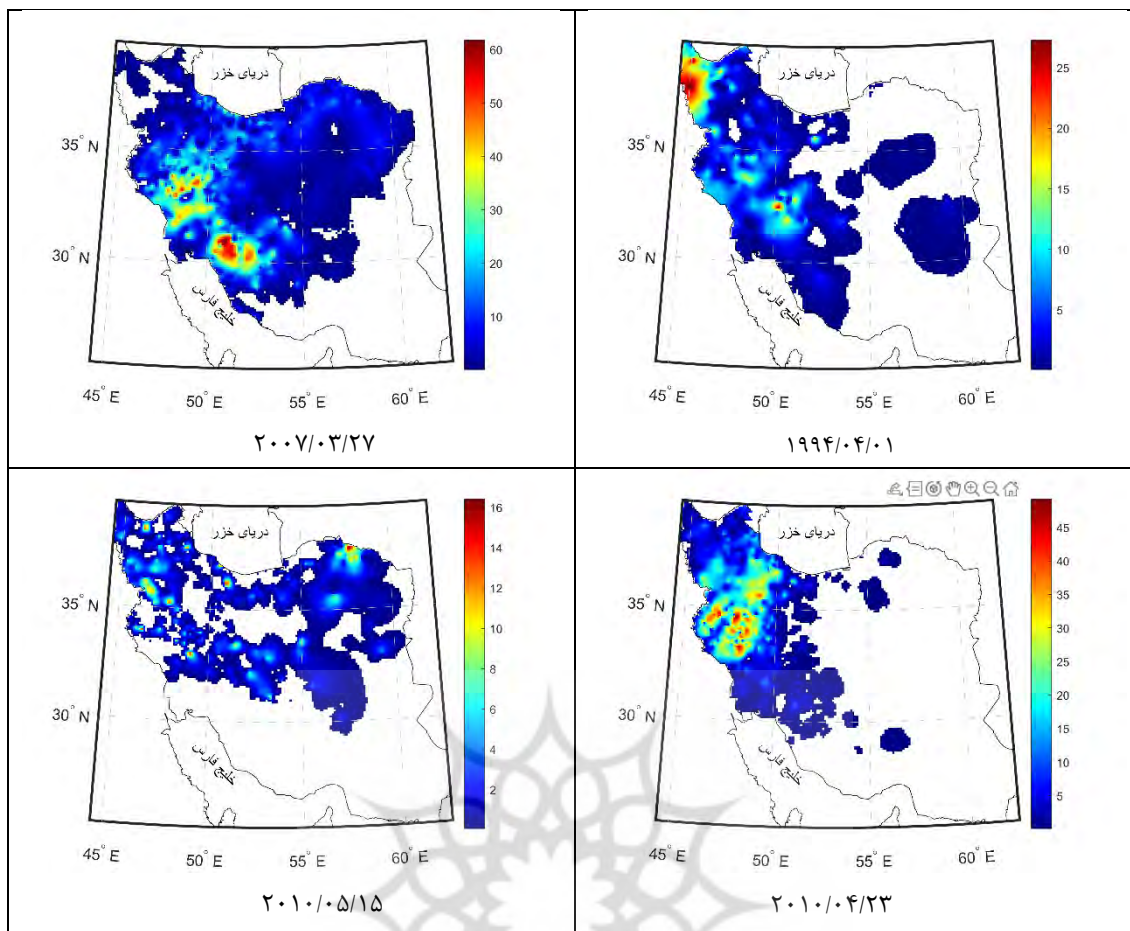 دریای خزر
خلیج فارس
35° N
30° N
45° E
50° E
55° E
60° E
60
50
40
30
20
10
۲۰۰۷/۰۳/۲۷
دریای خزر
خلیج فارس
35° N
30° N
45° E
50° E
55° E
60° E
25
20
15
10
5
۱۹۹۴/۰۴/۰۱
دریای خزر
خلیج فارس
35° N
30° N
45° E
50° E
55° E
60° E
16
14
12
10
8
6
4
2
۲۰۱۰/۰۵/۱۵
دریای خزر
خلیج فارس
35° N
30° N
45° E
50° E
55° E
60° E
45
40
35
30
25
20
15
10
5
۲۰۱۰/۰۴/۲۳